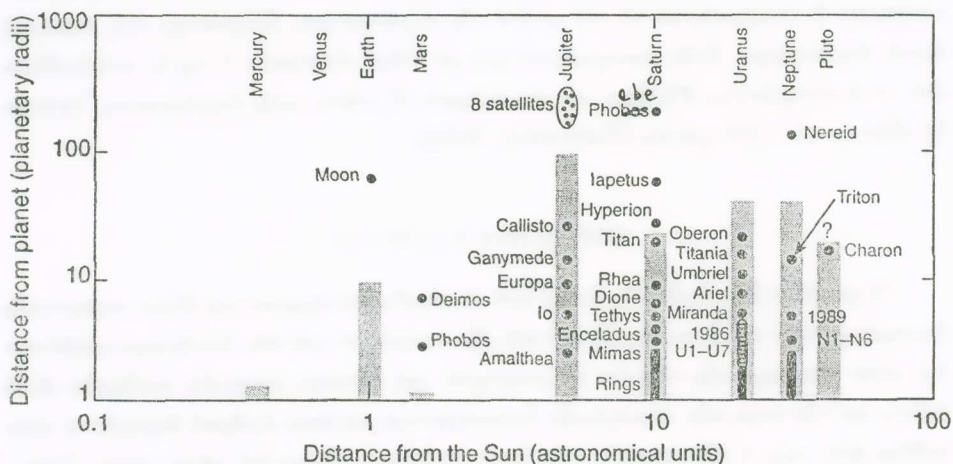 Distance from planet (planetary radii)
1000
100
10
1
0.1
1
10
100
Distance from the Sun (astronomical units)
Mercury
Venus
Earth
Mars
Jupiter
Saturn
Uranus
Neptune
Pluto
Moon
Deimos
Phobos
8 satellites
Callisto
Ganymede
Europa
Io
Amalthea
ebe
Phobos
Iapetus
Hyperion
Titan
Rhea
Dione
Tethys
Enceladus
Mimas
Rings
Oberon
Titania
Umbriel
Ariel
Miranda
1986
U1–U7
Nereid
Triton
1989
N1–N6
?
Charon